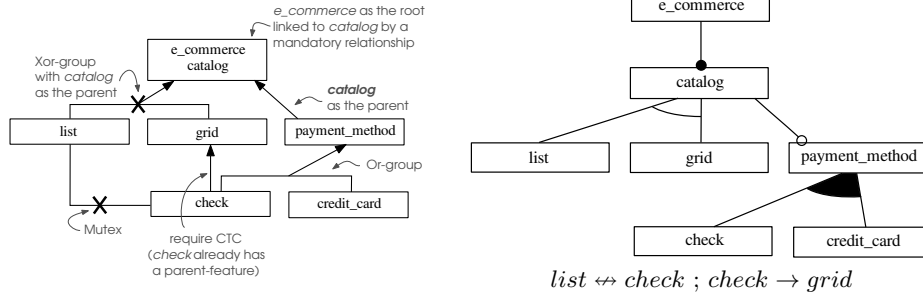 e_commerce as the root
linked to catalog by a
mandatory relationship
e_commerce
catalog
Xor-group
with catalog
as the parent
catalog
as the parent
list
grid
payment_method
Or-group
check
credit_card
Mutex
require CTC
(check already has
a parent-feature)
e_commerce
catalog
list
grid
payment_method
check
credit_card
list ↮ check ; check → grid